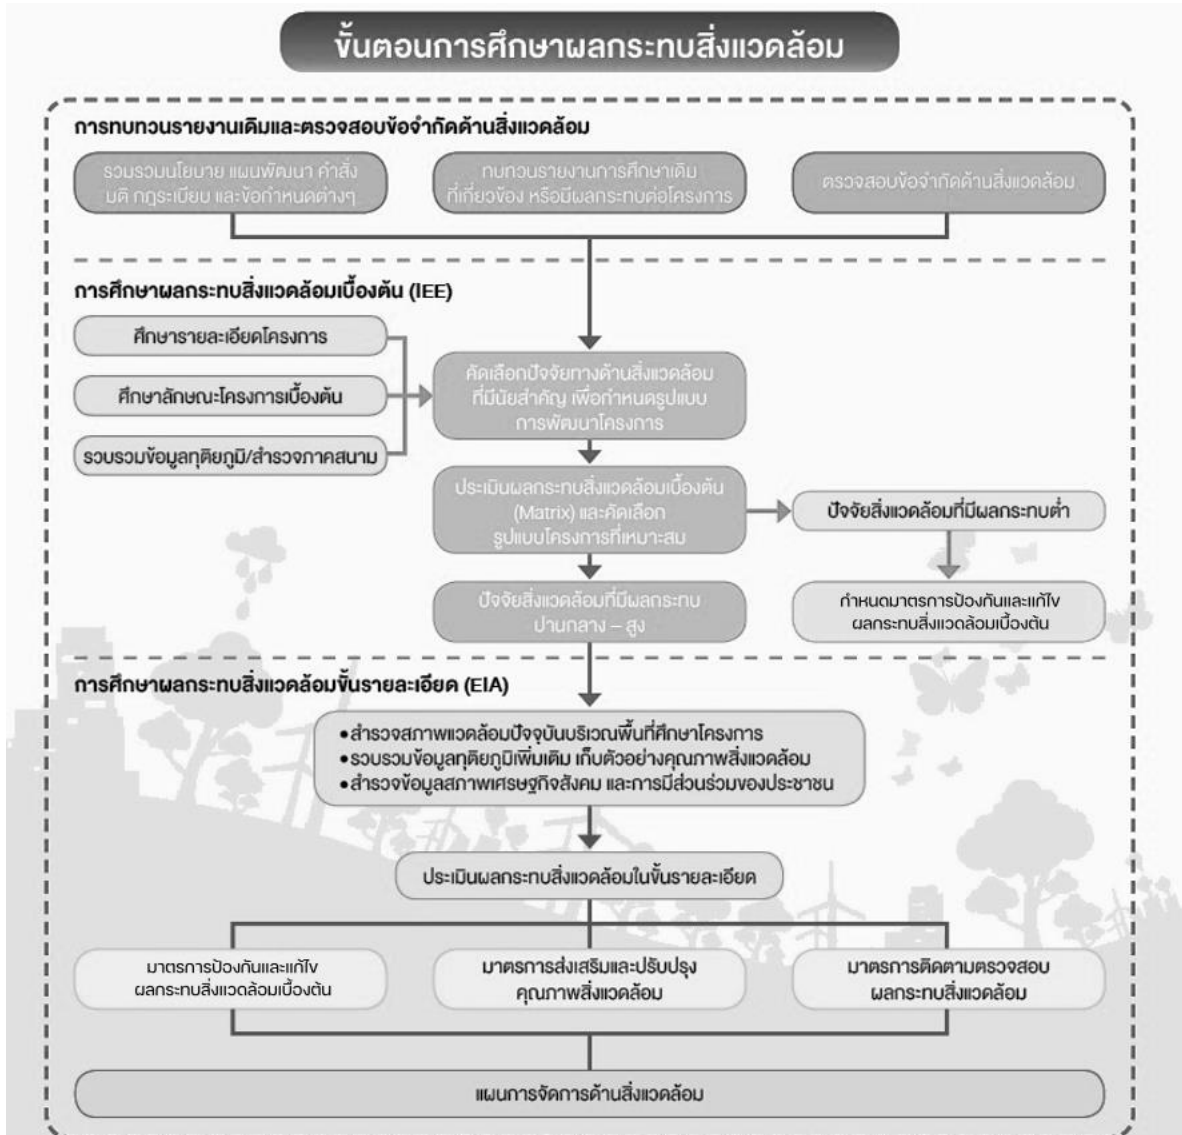 ขั้นตอนการศึกษาผลกระทบสิ่งแวดล้อม
การทบทวนรายงานเดิมและตรวจสอบข้อจำกัดด้านสิ่งแวดล้อม
รวมรวมนโยบาย แผนพัฒนา คำสั่ง
มติ กฎระเบียบ และข้อกำหนดต่างๆ
ทบทวนรายงานการศึกษาเดิม
ที่เกี่ยวข้อง หรือมีผลกระทบต่อโครงการ
ตรวจสอบข้อจำกัดด้านสิ่งแวดล้อม
การศึกษาผลกระทบสิ่งแวดล้อมเบื้องต้น (IEE)
ศึกษารายละเอียดโครงการ
ศึกษาลักษณะโครงการเบื้องต้น
รวบรวมข้อมูลทุติยภูมิ/สำรวจภาคสนาม
คัดเลือกปัจจัยทางด้านสิ่งแวดล้อม
ที่มีนัยสำคัญ เพื่อกำหนดรูปแบบ
การพัฒนาโครงการ
ประเมินผลกระทบสิ่งแวดล้อมเบื้องต้น
(Matrix) และคัดเลือก
รูปแบบโครงการที่เหมาะสม
ปัจจัยสิ่งแวดล้อมที่มีผลกระทบต่ำ
ปัจจัยสิ่งแวดล้อมที่มีผลกระทบ
ปานกลาง – สูง
กำหนดมาตรการป้องกันและแก้ไข
ผลกระทบสิ่งแวดล้อมเบื้องต้น
การศึกษาผลกระทบสิ่งแวดล้อมขั้นรายละเอียด (EIA)
•สำรวจสภาพแวดล้อมปัจจุบันบริเวณพื้นที่ศึกษาโครงการ
•รวบรวมข้อมูลทุติยภูมิเพิ่มเติม เก็บตัวอย่างคุณภาพสิ่งแวดล้อม
•สำรวจข้อมูลสภาพเศรษฐกิจสังคม และการมีส่วนร่วมของประชาชน
ประเมินผลกระทบสิ่งแวดล้อมในขั้นรายละเอียด
มาตรการป้องกันและแก้ไข
ผลกระทบสิ่งแวดล้อมเบื้องต้น
มาตรการส่งเสริมและปรับปรุง
คุณภาพสิ่งแวดล้อม
มาตรการติดตามตรวจสอบ
ผลกระทบสิ่งแวดล้อม
แผนการจัดการด้านสิ่งแวดล้อม